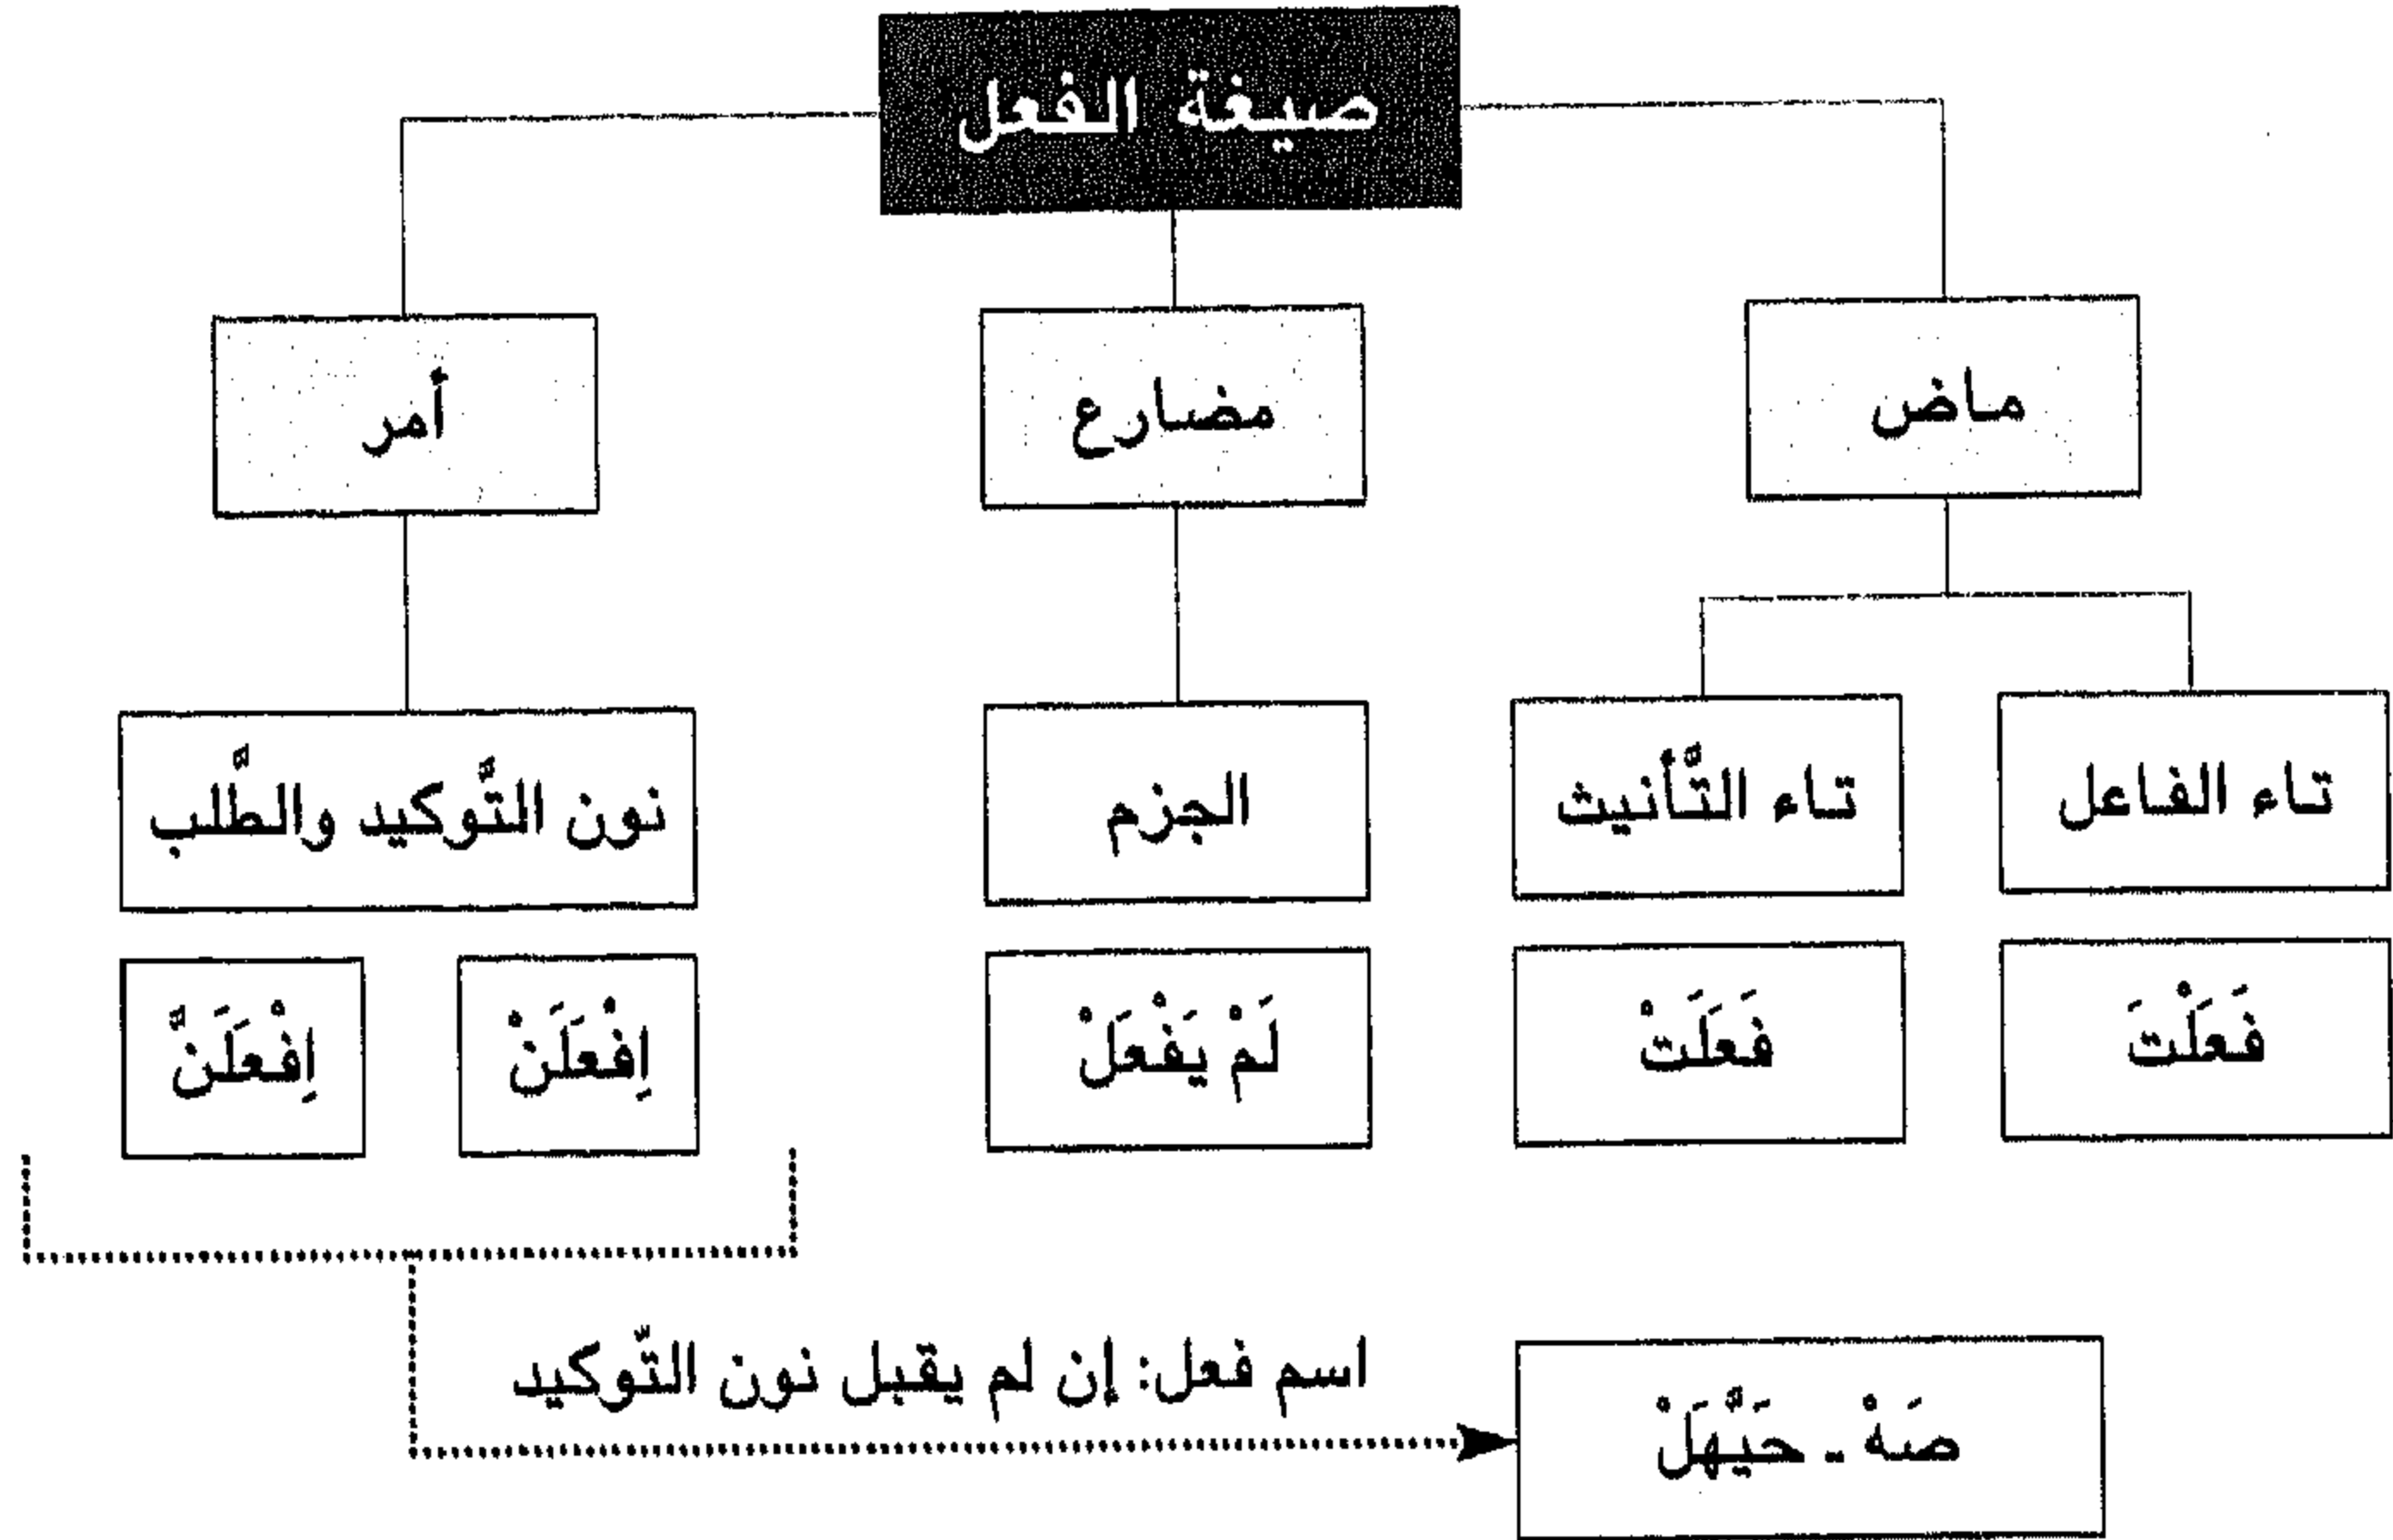 صيغة الفعل
ماض
مضارع
أمر
تاء الفاعل
تاء التَّأنيث
الجزم
نون التَّوكيد والطَّلب
فَعَلْتَ
فَعَلَتْ
لَمْ يَفْعَلْ
اِفْعَلَنْ
اِفْعَلَنَّ
اسم فعل: إن لم يقبل نون التّوكيد
صَهْ - حَيَّهَلْ